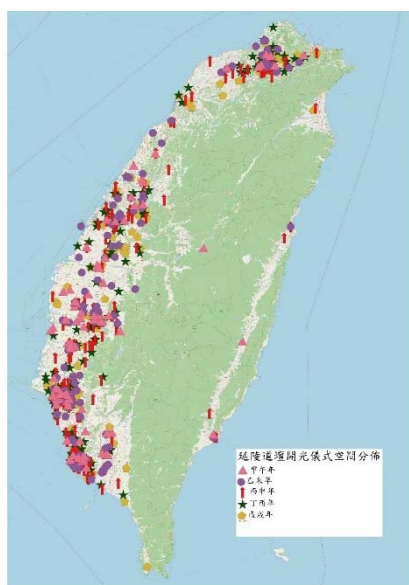 延陵道壇開光儀式空間分佈
甲午年
乙未年
丙申年
丁酉年
戊戌年